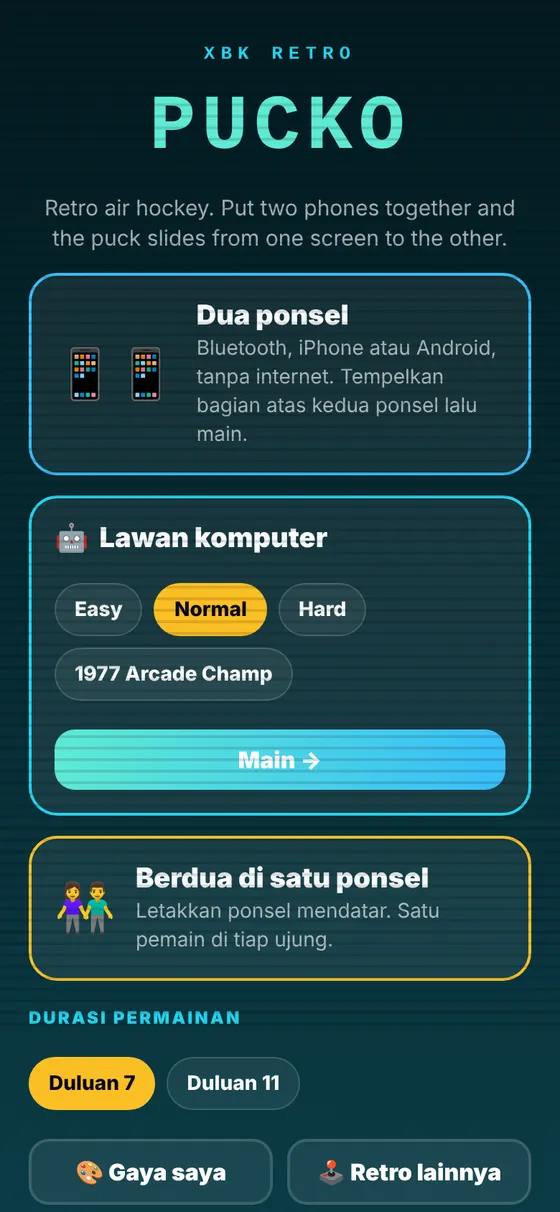 XBK RETRO
PUCKO
Retro air hockey. Put two phones together and
the puck slides from one screen to the other.
Dua ponsel
Bluetooth, iPhone atau Android,
tanpa internet. Tempelkan
bagian atas kedua ponsel lalu
main.
Lawan komputer
Easy
Normal
Hard
1977 Arcade Champ
Main →
Berdua di satu ponsel
Letakkan ponsel mendatar. Satu
pemain di tiap ujung.
DURASI PERMAINAN
Duluan 7
Duluan 11
Gaya saya
Retro lainnya